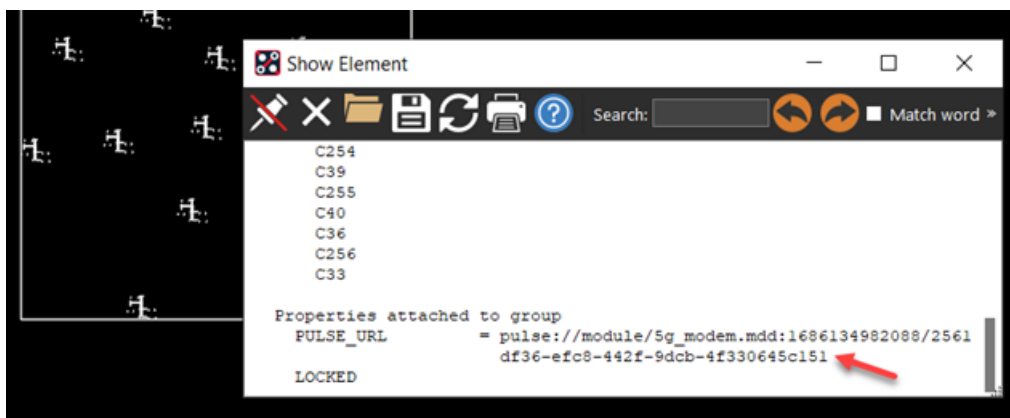 Show Element
Search:
Match word »
C254
C39
C255
C40
C36
C256
C33
Properties attached to group
PULSE_URL = pulse://module/5g_modem.mdd:1686134982088/2561
df36-efc8-442f-9dcb-4f330645c151
LOCKED